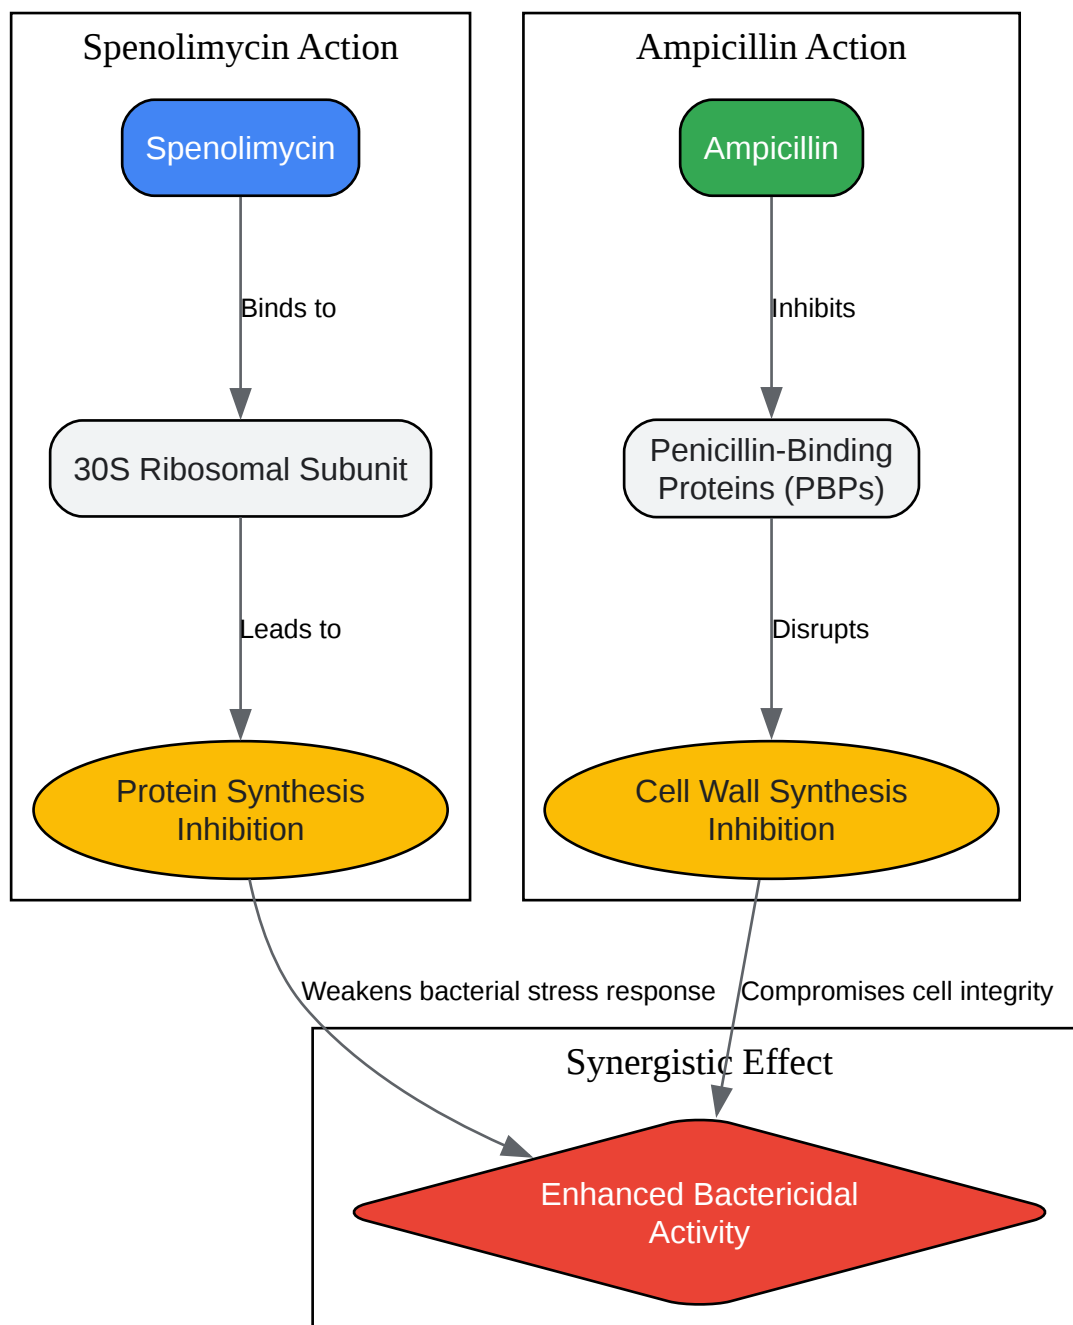 Spenolimycin Action
Spenolimycin
Binds to
30S Ribosomal Subunit
Leads to
Protein Synthesis
Inhibition
Ampicillin Action
Ampicillin
Inhibits
Penicillin-Binding
Proteins (PBPs)
Disrupts
Cell Wall Synthesis
Inhibition
Weakens bacterial stress response
Compromises cell integrity
Synergistic Effect
Enhanced Bactericidal
Activity